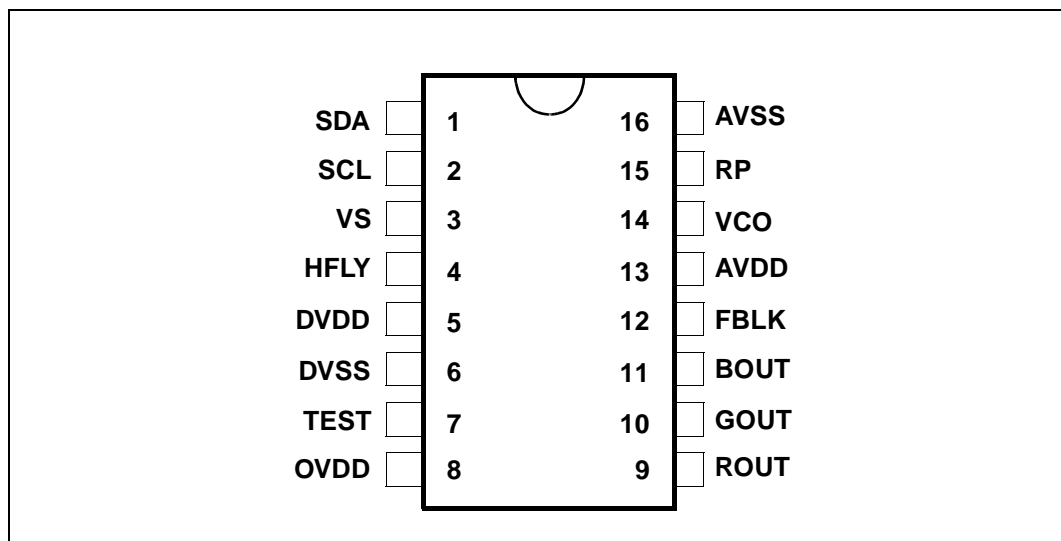 SDA 1 16 AVSS
SCL 2 15 RP
VS 3 14 VCO
HFLY 4 13 AVDD
DVDD 5 12 FBLK
DVSS 6 11 BOUT
TEST 7 10 GOUT
OVDD 8 9 ROUT